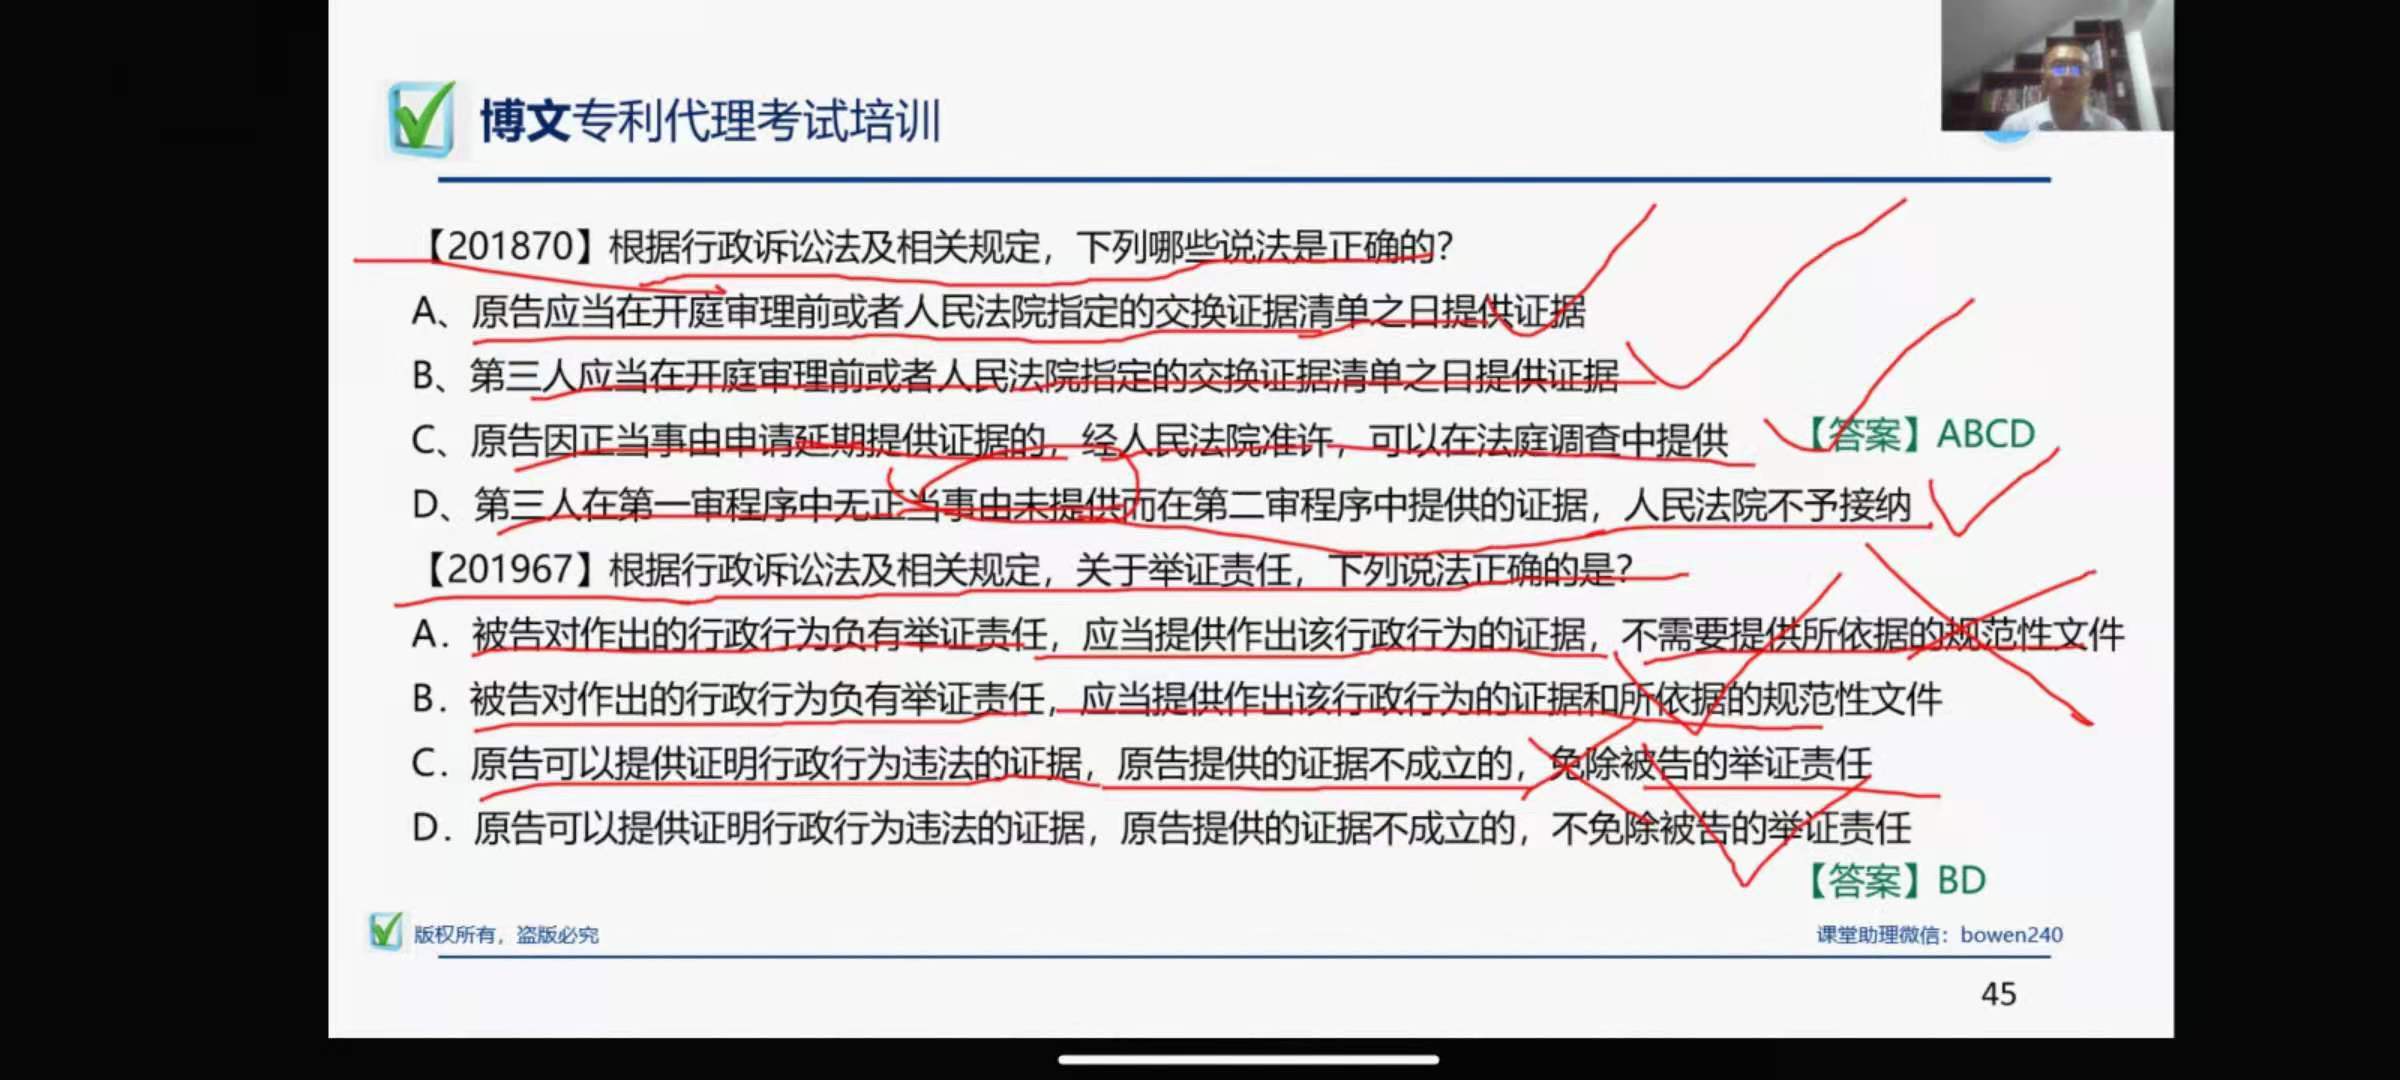 博文专利代理考试培训
【201870】根据行政诉讼法及相关规定，下列哪些说法是正确的？
A、原告应当在开庭审理前或者人民法院指定的交换证据清单之日提供证据
B、第三人应当在开庭审理前或者人民法院指定的交换证据清单之日提供证据
C、原告因正当事由申请延期提供证据的，经人民法院准许，可以在法庭调查中提供
【答案】ABCD
D、第三人在第一审程序中无正当事由未提供而在第二审程序中提供的证据，人民法院不予接纳
【201967】根据行政诉讼法及相关规定，关于举证责任，下列说法正确的是？
A．被告对作出的行政行为负有举证责任，应当提供作出该行政行为的证据，不需要提供所依据的规范性文件
B．被告对作出的行政行为负有举证责任，应当提供作出该行政行为的证据和所依据的规范性文件
C．原告可以提供证明行政行为违法的证据，原告提供的证据不成立的，免除被告的举证责任
D．原告可以提供证明行政行为违法的证据，原告提供的证据不成立的，不免除被告的举证责任
【答案】BD
版权所有，盗版必究
课堂助理微信：bowen240
45